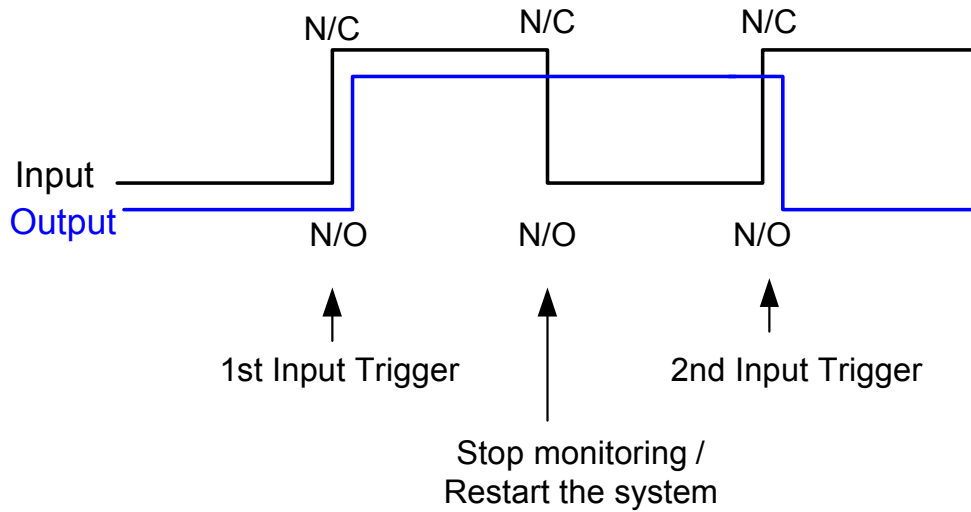 N/C N/C N/C
Input
Output
N/O N/O N/O
1st Input Trigger 2nd Input Trigger
Stop monitoring /
Restart the system